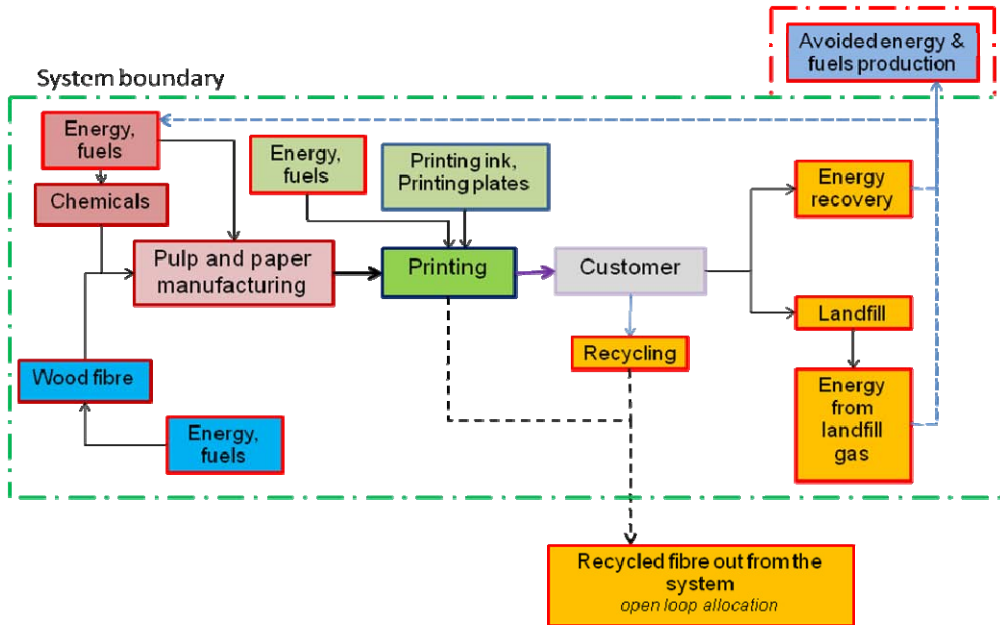 Avoided energy &
fuels production
System boundary
Energy,
fuels
Chemicals
Energy,
fuels
Printing ink,
Printing plates
Energy
recovery
Pulp and paper
manufacturing
Printing
Customer
Landfill
Recycling
Wood fibre
Energy
from
landfill
gas
Energy,
fuels
Recycled fibre out from the
system
open loop allocation